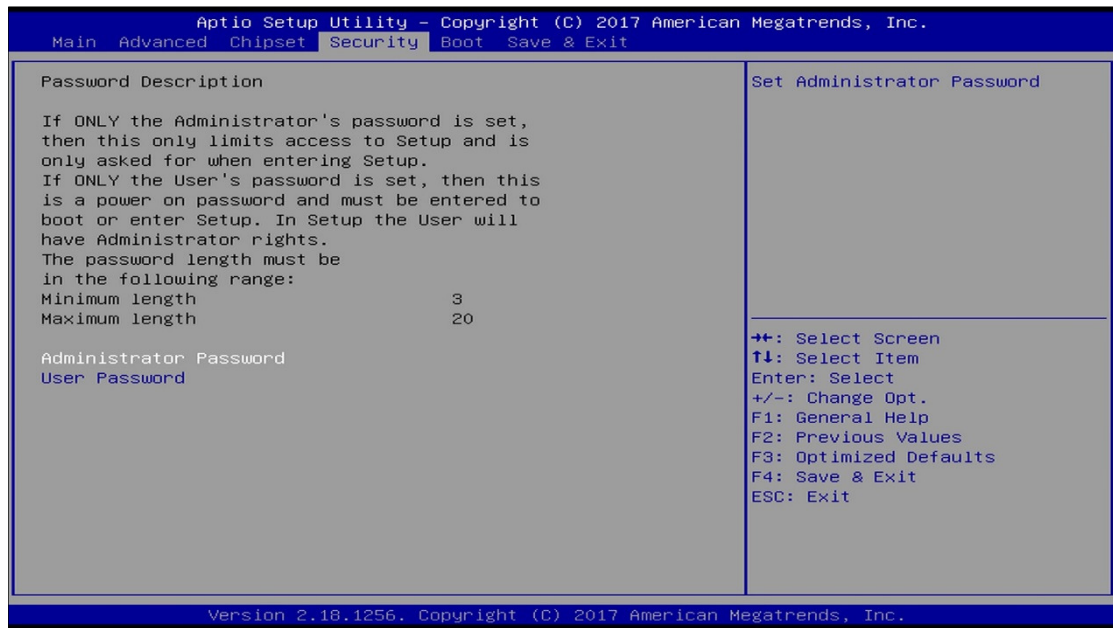 Aptio Setup Utility – Copyright (C) 2017 American Megatrends, Inc.
Main Advanced Chipset Security Boot Save & Exit
Password Description
If ONLY the Administrator's password is set,
then this only limits access to Setup and is
only asked for when entering Setup.
If ONLY the User's password is set, then this
is a power on password and must be entered to
boot or enter Setup. In Setup the User will
have Administrator rights.
The password length must be
in the following range:
Minimum length 3
Maximum length 20
Administrator Password
User Password
Set Administrator Password
→←: Select Screen
↑↓: Select Item
Enter: Select
+/-: Change Opt.
F1: General Help
F2: Previous Values
F3: Optimized Defaults
F4: Save & Exit
ESC: Exit
Version 2.18.1256. Copyright (C) 2017 American Megatrends, Inc.